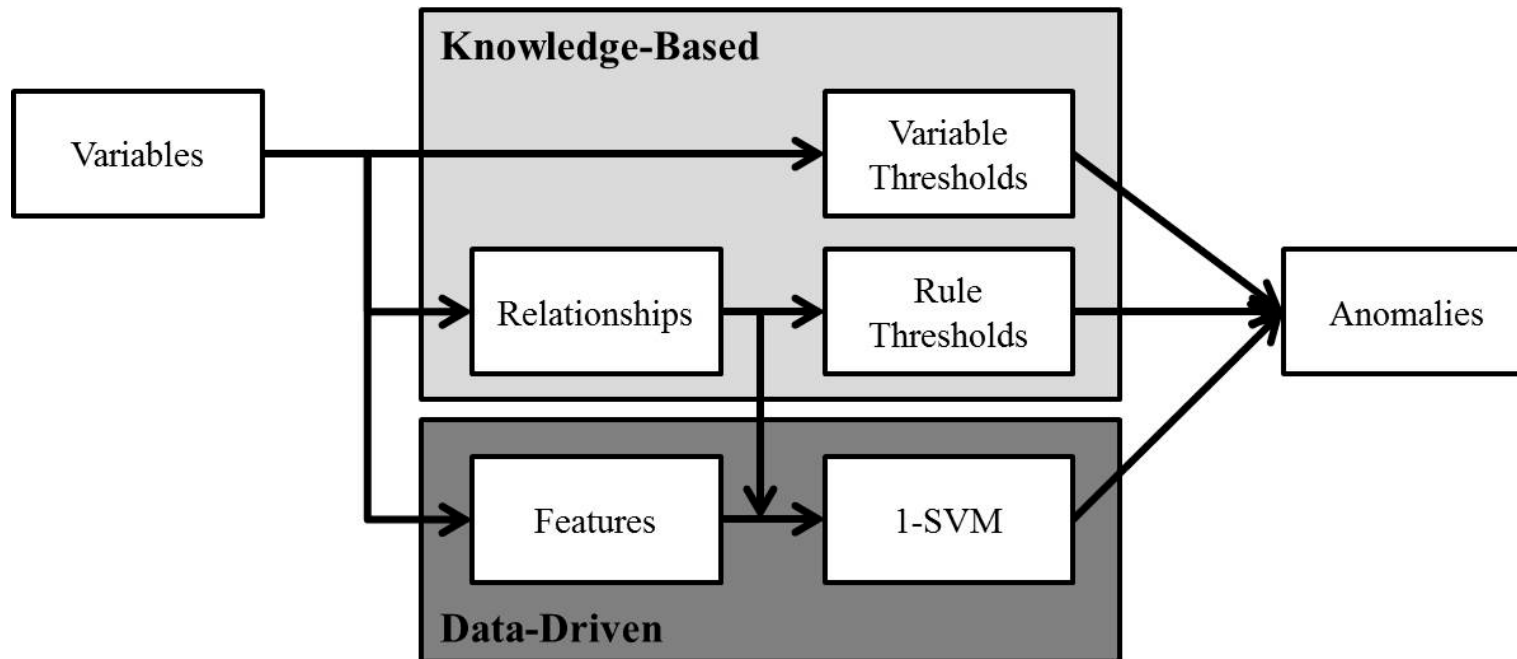 Knowledge-Based
Variables
Variable
Thresholds
Relationships
Rule
Thresholds
Anomalies
Features
1-SVM
Data-Driven